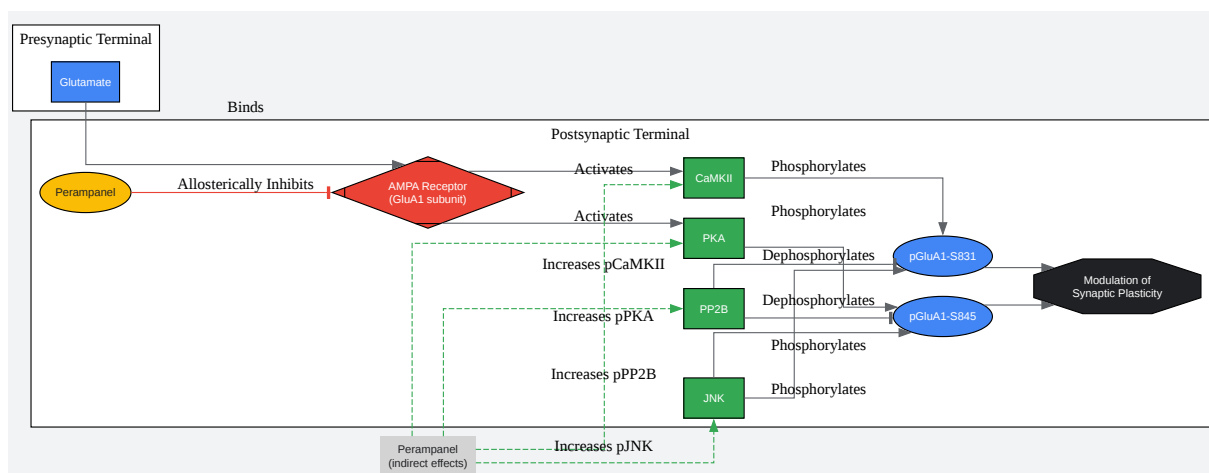 Presynaptic Terminal
Glutamate
Binds
Postsynaptic Terminal
Perampanel
Allosterically Inhibits
AMPA Receptor
(GluA1 subunit)
Activates
CaMKII
Phosphorylates
Activates
PKA
Phosphorylates
Increases pCaMKII
Dephosphorylates
pGluA1-S831
Modulation of
Synaptic Plasticity
Increases pPKA
PP2B
Dephosphorylates
pGluA1-S845
Phosphorylates
Increases pPP2B
JNK
Phosphorylates
Perampanel
(indirect effects)
Increases pJNK